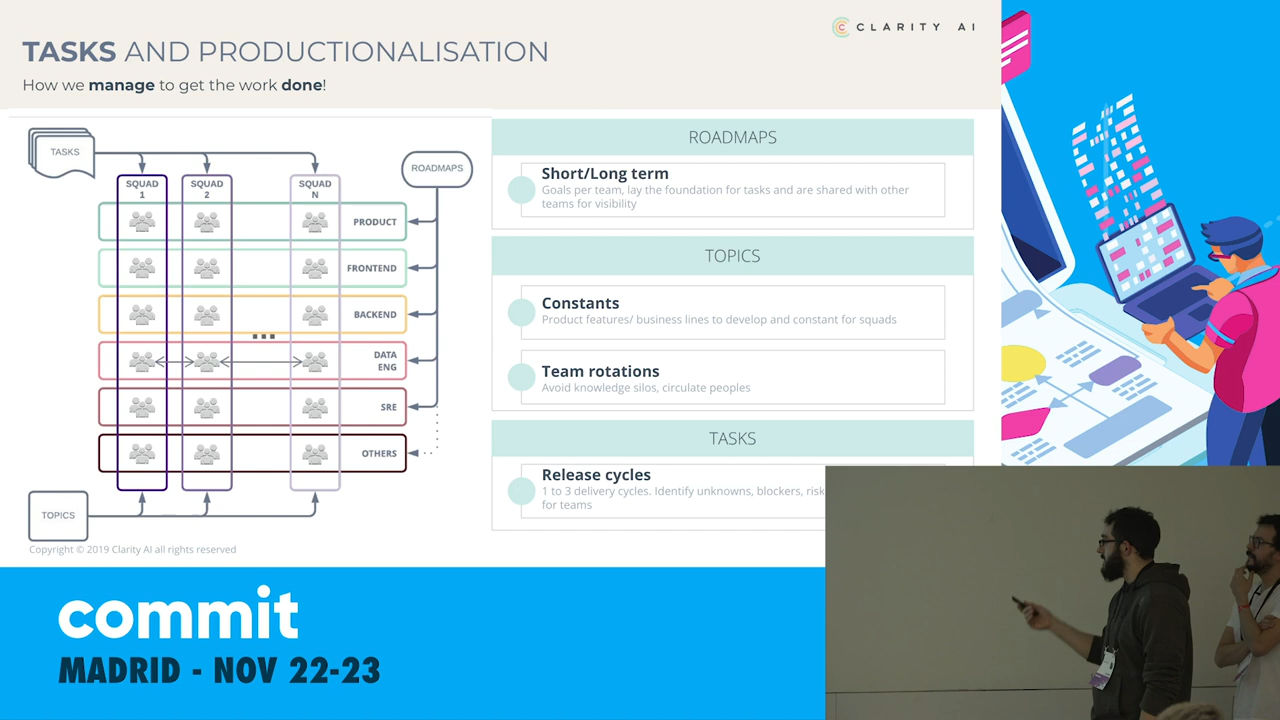 CLARITY AI
TASKS AND PRODUCTIONALISATION
How we manage to get the work done!
TASKS
ROADMAPS
SQUAD
1
SQUAD
2
SQUAD
N
PRODUCT
FRONTEND
BACKEND
DATA
ENG
SRE
OTHERS
TOPICS
Copyright © 2019 Clarity AI all rights reserved
ROADMAPS
Short/Long term
Goals per team, lay the foundation for tasks and are shared with other
teams for visibility
TOPICS
Constants
Product features/ business lines to develop and constant for squads
Team rotations
Avoid knowledge silos, circulate peoples
TASKS
Release cycles
1 to 3 delivery cycles. Identify unknowns, blockers, risk
for teams
commit
MADRID - NOV 22-23